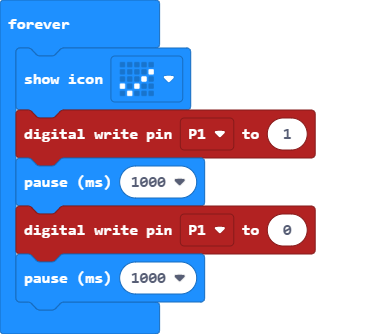 forever
show icon
digital write pin P1 to 1
pause (ms) 1000
digital write pin P1 to 0
pause (ms) 1000